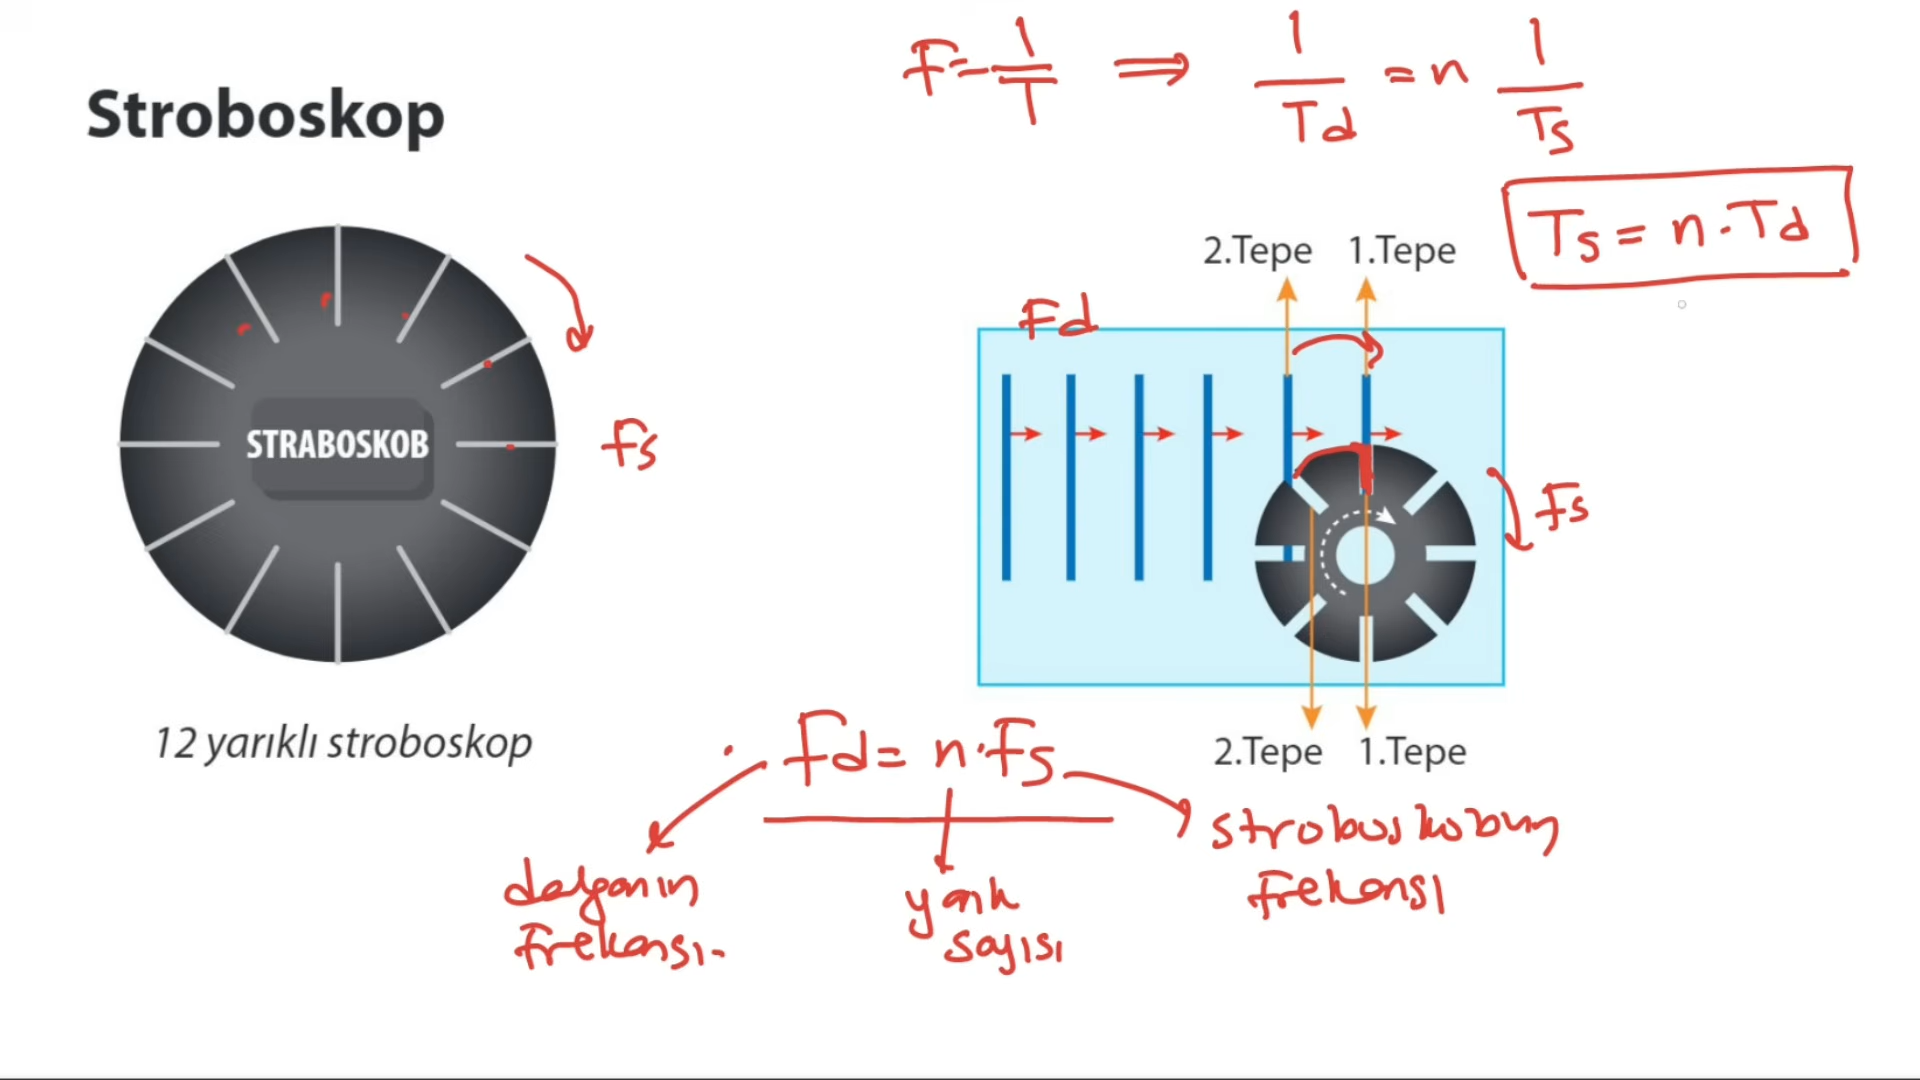 F = 1/T ⟹ 1/Td = n 1/Ts
Stroboskop
Ts = n · Td
2.Tepe 1.Tepe
Fd
STRABOSKOB
fs
fs
12 yarıklı stroboskop
2.Tepe 1.Tepe
Fd = n · fs
stroboskobun
frekansı
dalganın
frekansı
yarık
sayısı